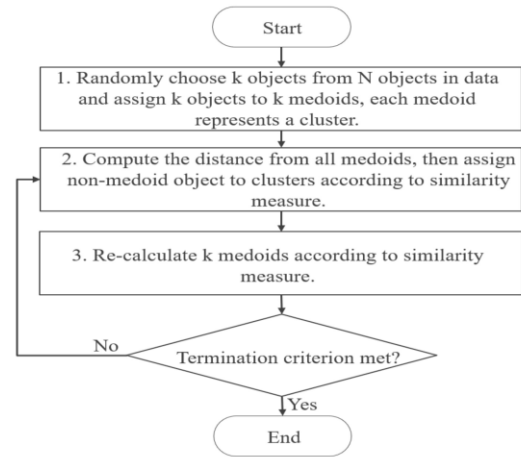 Start
1. Randomly choose k objects from N objects in data
and assign k objects to k medoids, each medoid
represents a cluster.
2. Compute the distance from all medoids, then assign
non-medoid object to clusters according to similarity
measure.
3. Re-calculate k medoids according to similarity
measure.
No
Termination criterion met?
Yes
End